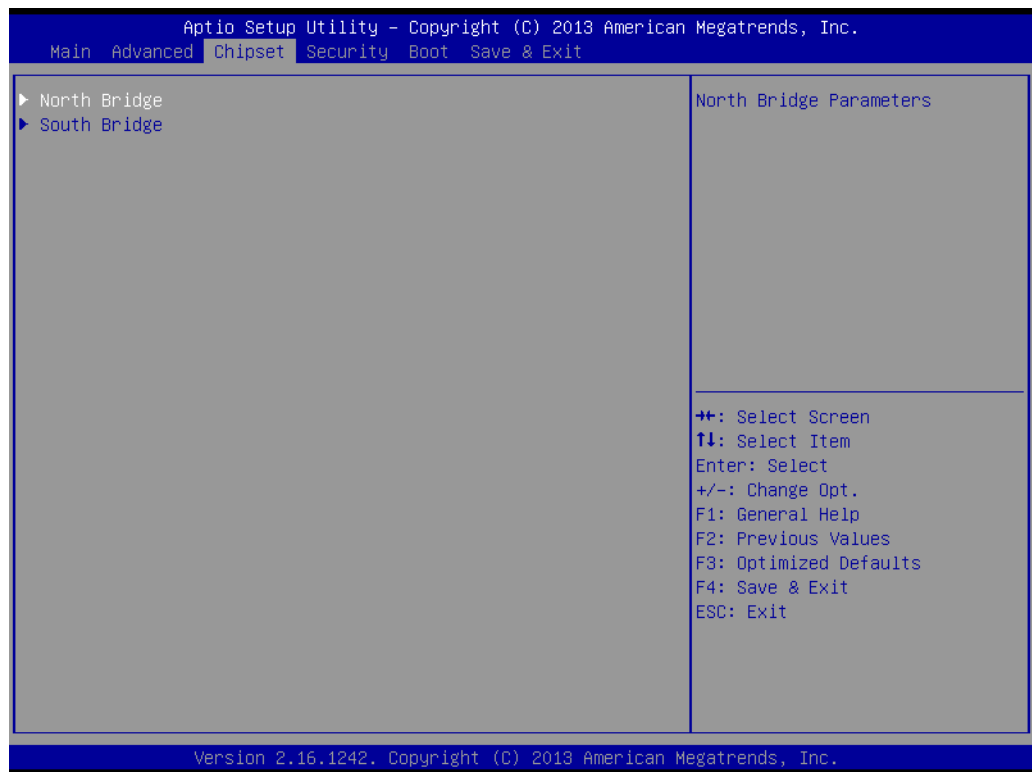 Aptio Setup Utility – Copyright (C) 2013 American Megatrends, Inc.
Main Advanced Chipset Security Boot Save & Exit
▶ North Bridge
▶ South Bridge
North Bridge Parameters
→←: Select Screen
↑↓: Select Item
Enter: Select
+/-: Change Opt.
F1: General Help
F2: Previous Values
F3: Optimized Defaults
F4: Save & Exit
ESC: Exit
Version 2.16.1242. Copyright (C) 2013 American Megatrends, Inc.